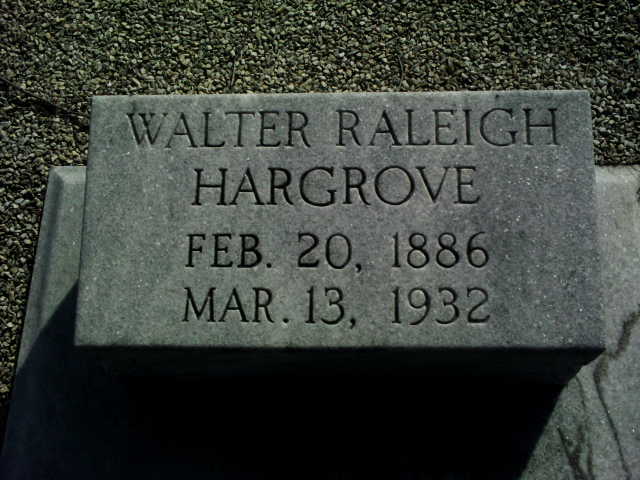 WALTER RALEIGH
HARGROVE
FEB. 20, 1886
MAR. 13, 1932